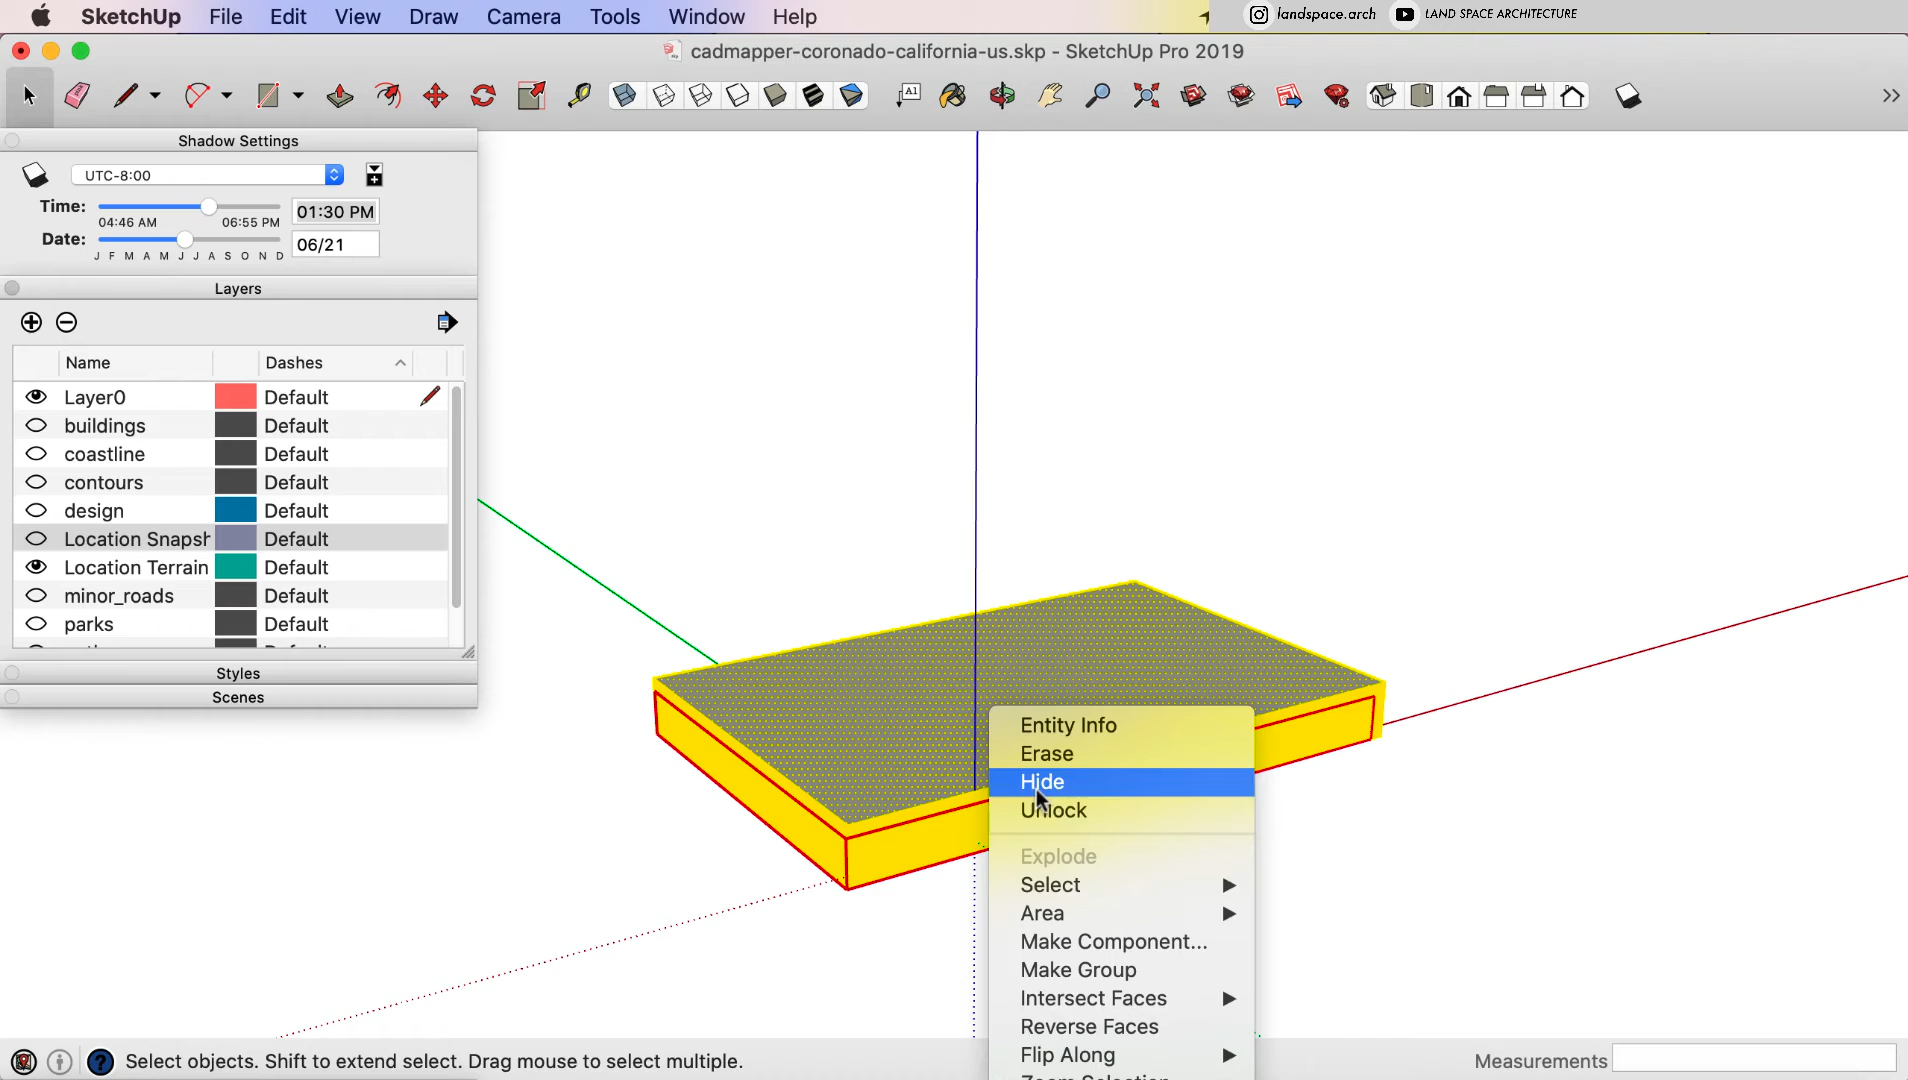 SketchUp File Edit View Draw Camera Tools Window Help
landspace.arch LAND SPACE ARCHITECTURE
cadmapper-coronado-california-us.skp - SketchUp Pro 2019
A1
Shadow Settings
UTC-8:00
Time: 01:30 PM
04:46 AM 06:55 PM
Date: 06/21
J F M A M J J A S O N D
Layers
Name Dashes
Layer0 Default
buildings Default
coastline Default
contours Default
design Default
Location Snapsh Default
Location Terrain Default
minor_roads Default
parks Default
Styles
Scenes
Entity Info
Erase
Hide
Unlock
Explode
Select
Area
Make Component...
Make Group
Intersect Faces
Reverse Faces
Flip Along
Zoom Selection
Select objects. Shift to extend select. Drag mouse to select multiple.
Measurements